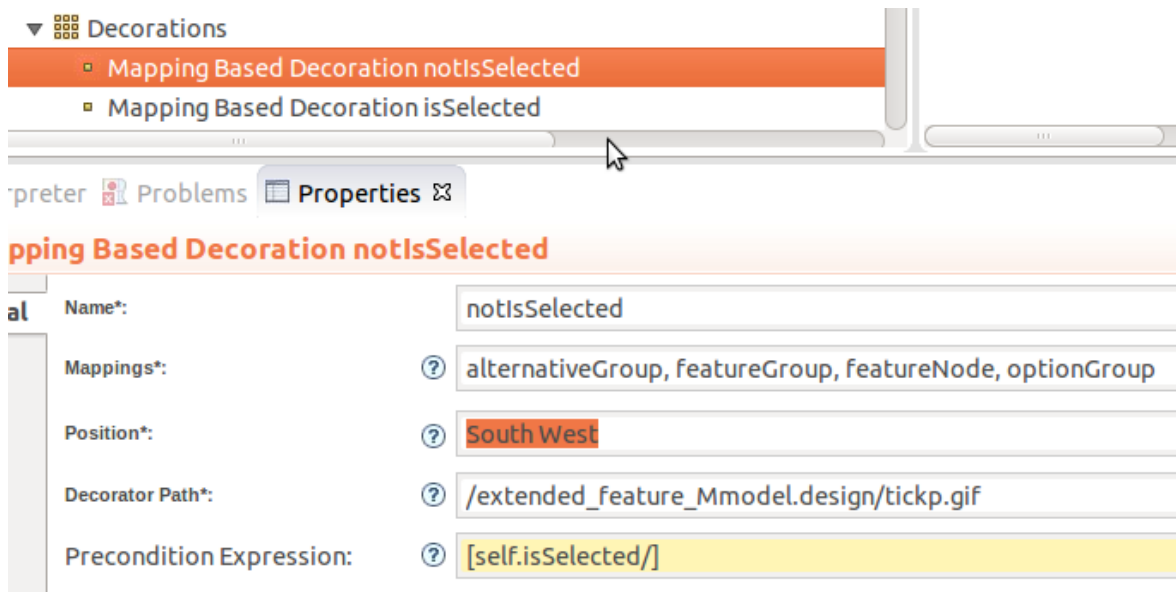 Decorations
Mapping Based Decoration notIsSelected
Mapping Based Decoration isSelected
rpreter Problems Properties
pping Based Decoration notIsSelected
al Name*: notIsSelected
Mappings*: ? alternativeGroup, featureGroup, featureNode, optionGroup
Position*: ? South West
Decorator Path*: ? /extended_feature_Mmodel.design/tickp.gif
Precondition Expression: ? [self.isSelected/]